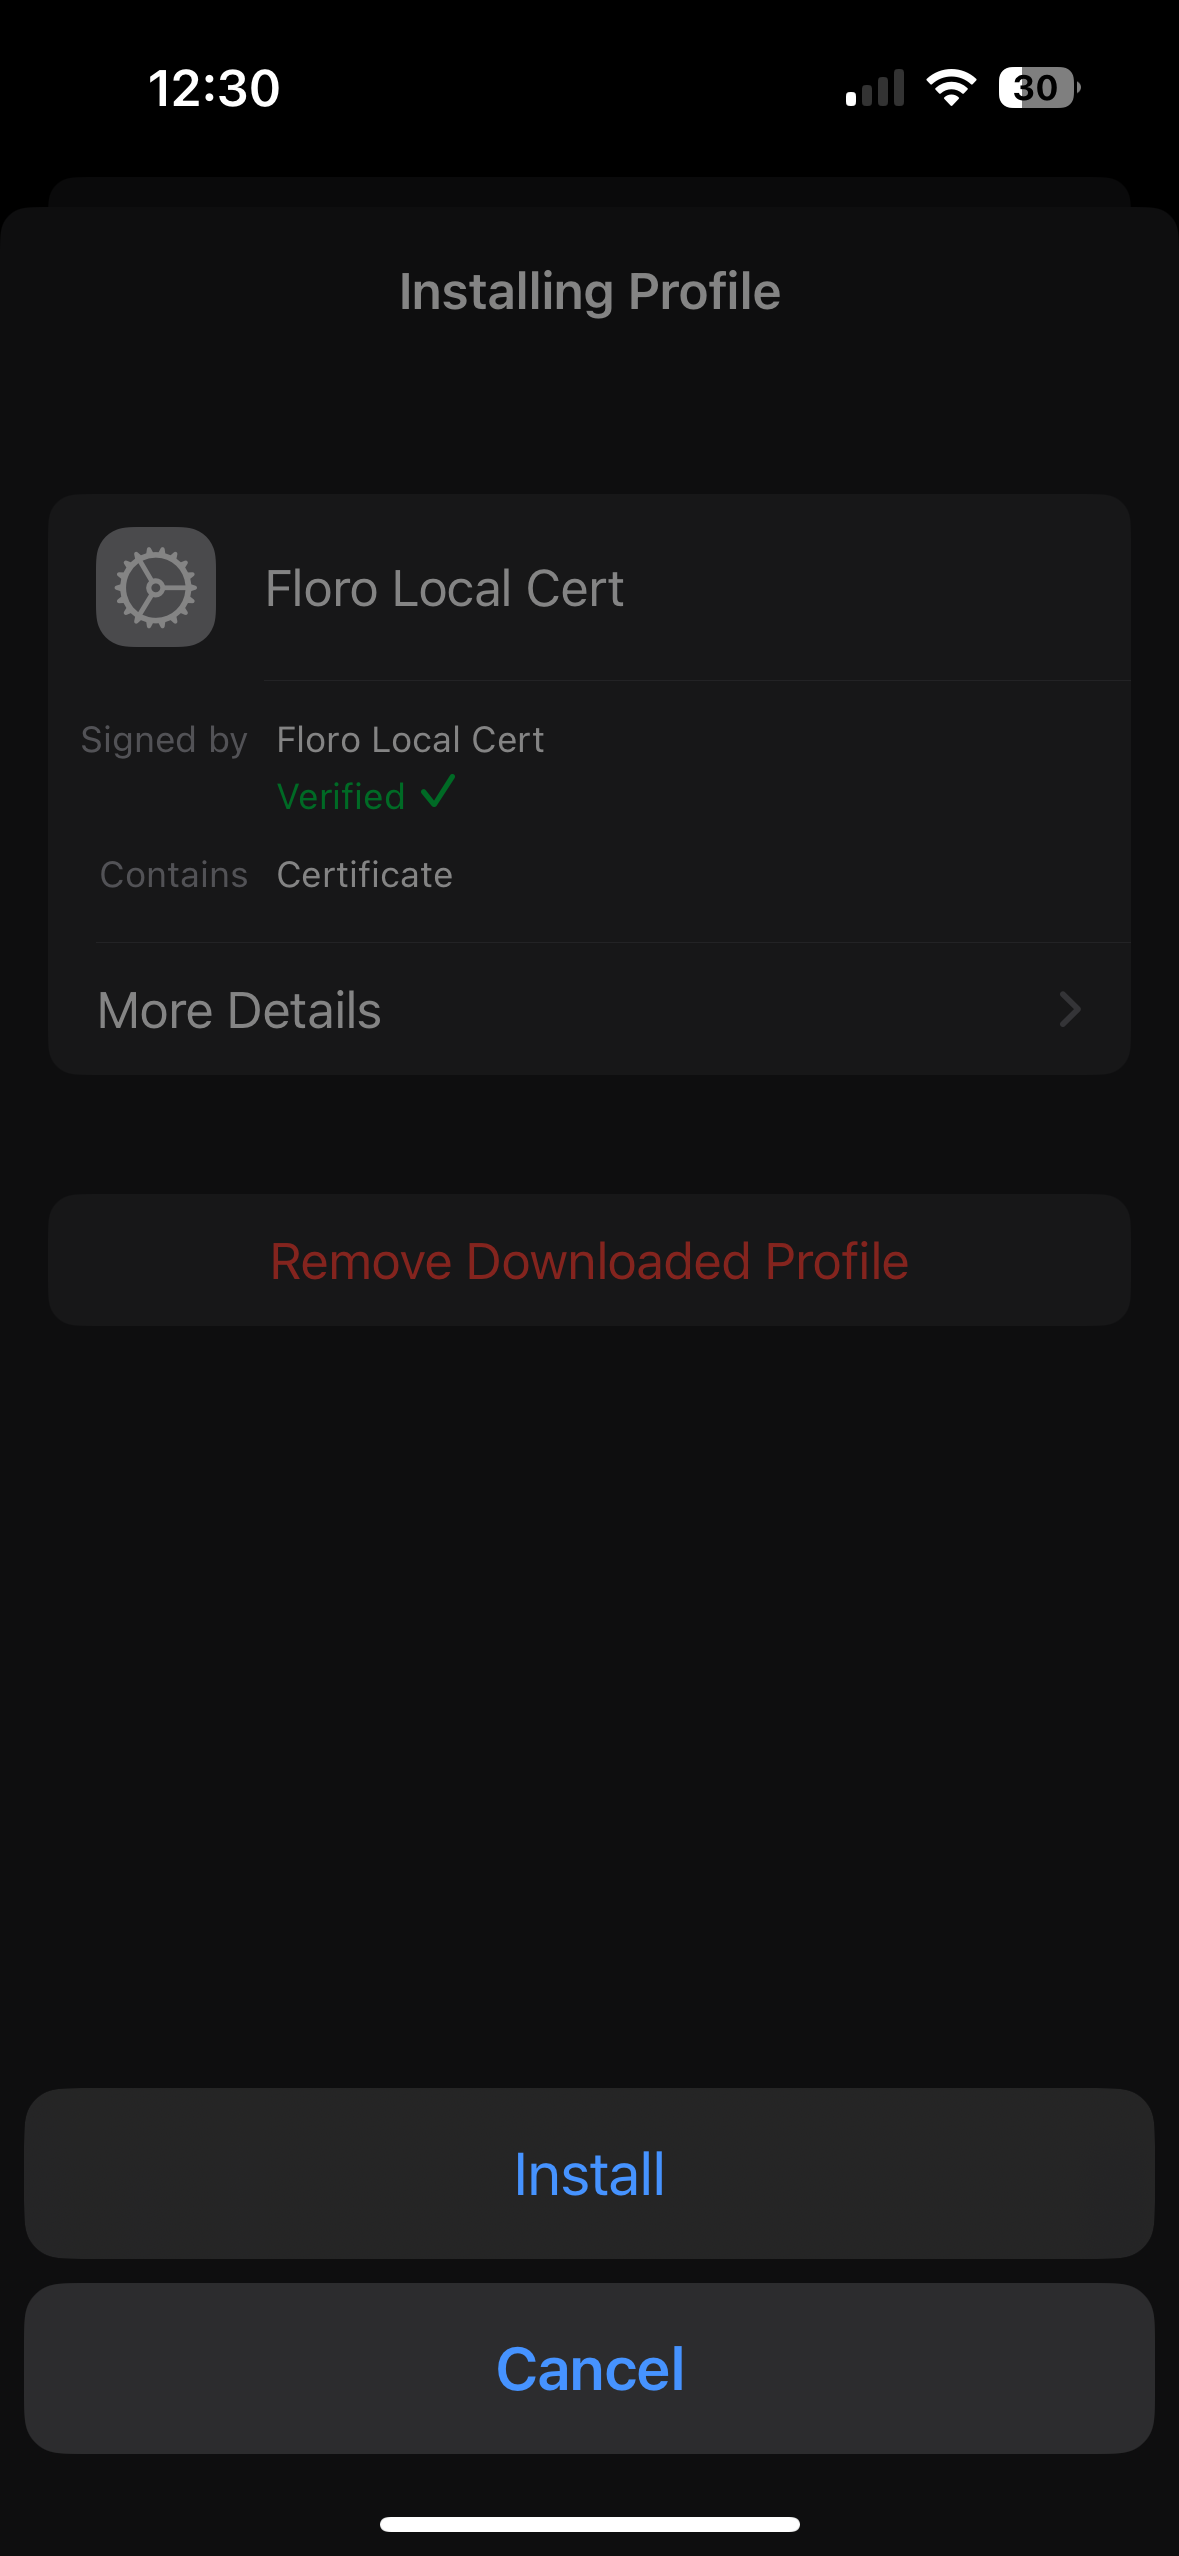 12:30
30
Installing Profile
Floro Local Cert
Signed by Floro Local Cert
Verified
Contains Certificate
More Details
Remove Downloaded Profile
Install
Cancel